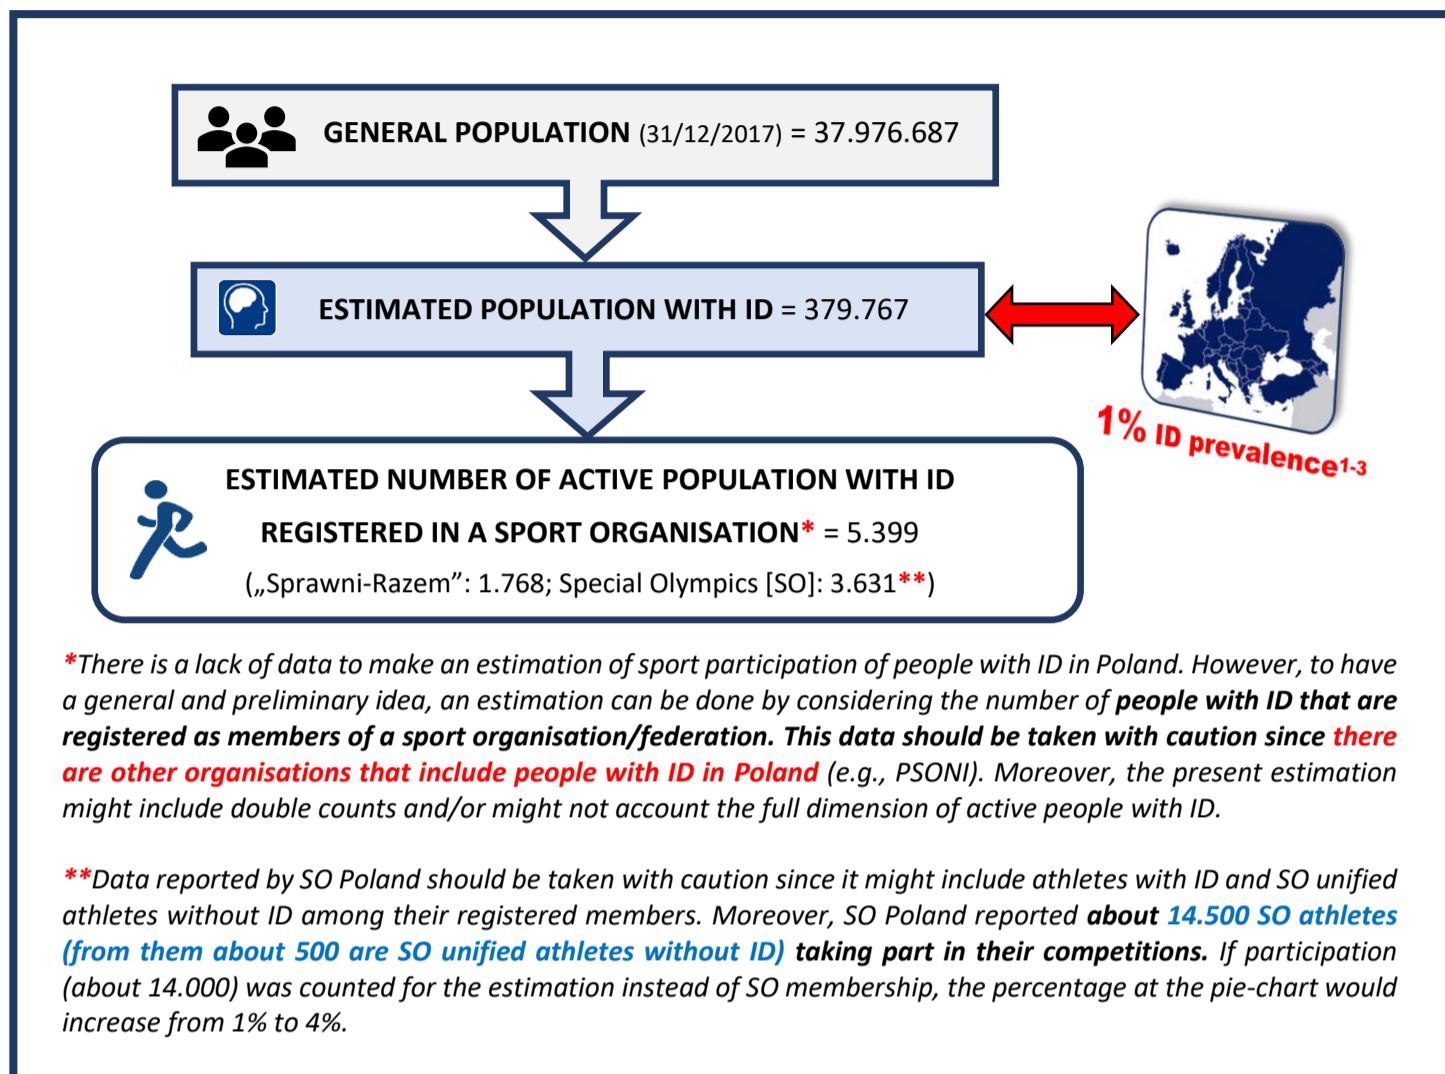 GENERAL POPULATION (31/12/2017) = 37.976.687
ESTIMATED POPULATION WITH ID = 379.767
1% ID prevalence¹⁻³
ESTIMATED NUMBER OF ACTIVE POPULATION WITH ID
REGISTERED IN A SPORT ORGANISATION* = 5.399
(„Sprawni-Razem”: 1.768; Special Olympics [SO]: 3.631**)
*There is a lack of data to make an estimation of sport participation of people with ID in Poland. However, to have
a general and preliminary idea, an estimation can be done by considering the number of people with ID that are
registered as members of a sport organisation/federation. This data should be taken with caution since there
are other organisations that include people with ID in Poland (e.g., PSONI). Moreover, the present estimation
might include double counts and/or might not account the full dimension of active people with ID.
**Data reported by SO Poland should be taken with caution since it might include athletes with ID and SO unified
athletes without ID among their registered members. Moreover, SO Poland reported about 14.500 SO athletes
(from them about 500 are SO unified athletes without ID) taking part in their competitions. If participation
(about 14.000) was counted for the estimation instead of SO membership, the percentage at the pie-chart would
increase from 1% to 4%.